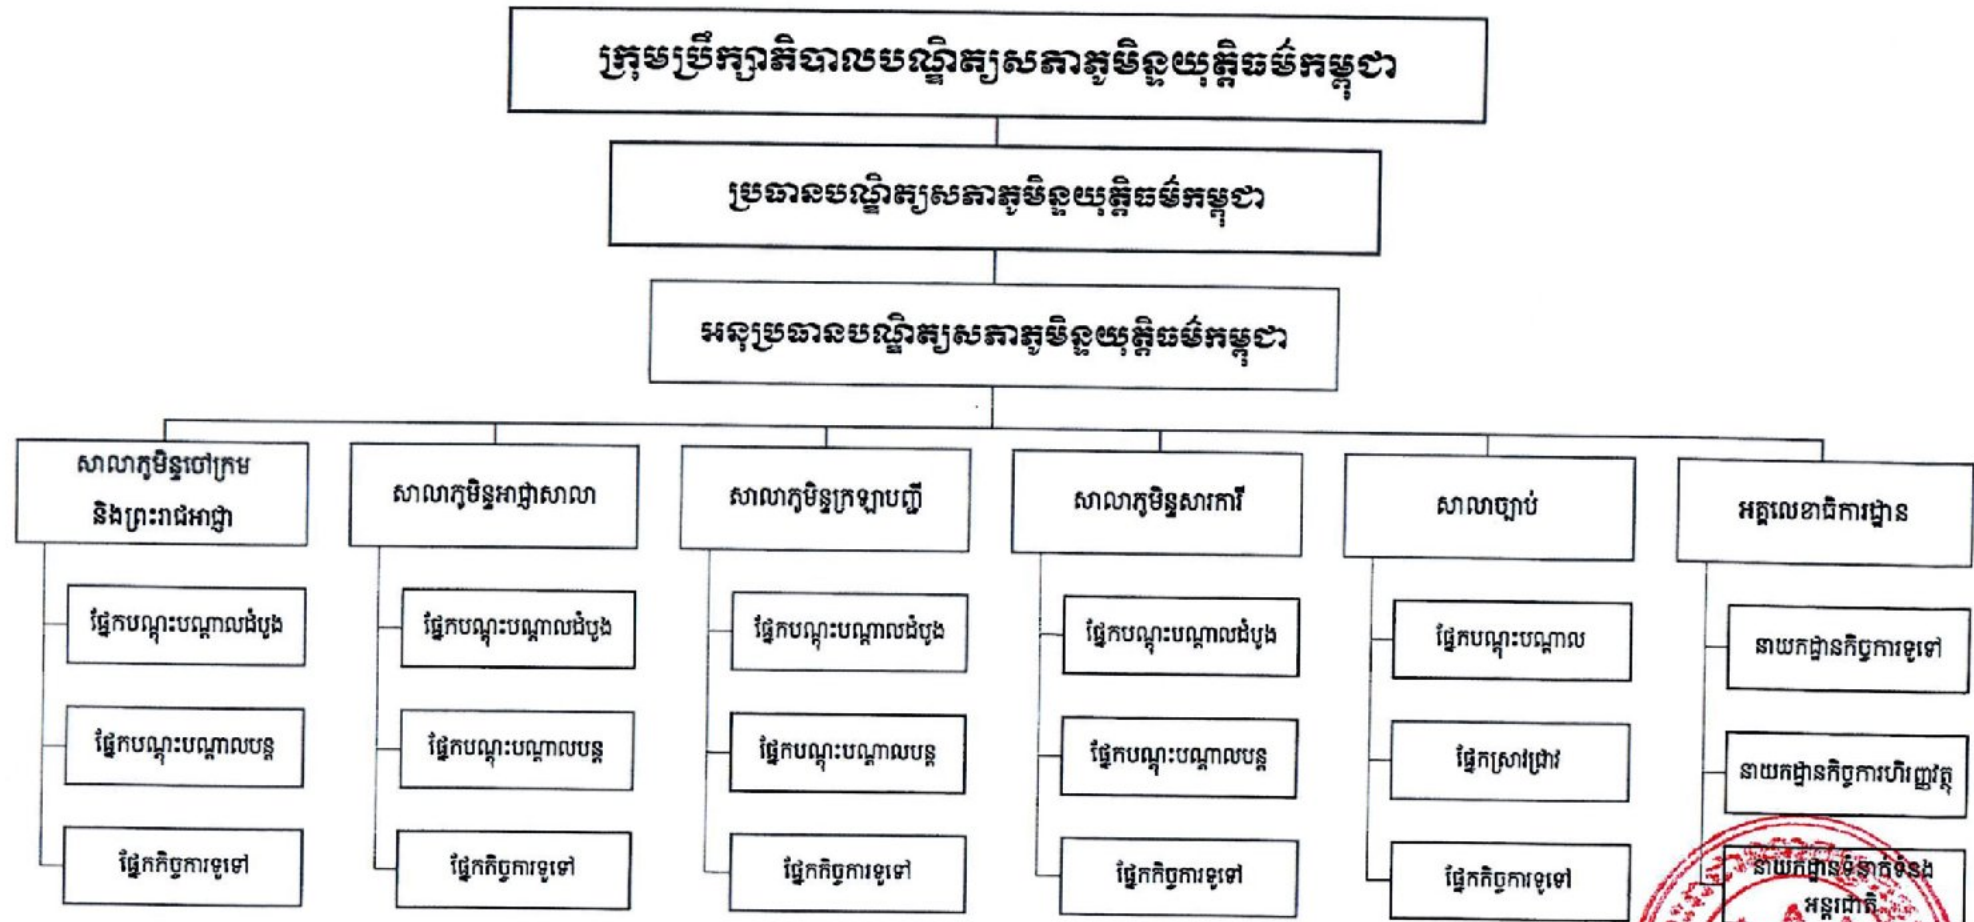 ក្រុមប្រឹក្សាភិបាលបណ្ឌិត្យសភាភូមិន្ទយុត្តិធម៌កម្ពុជា
ប្រធានបណ្ឌិត្យសភាភូមិន្ទយុត្តិធម៌កម្ពុជា
អនុប្រធានបណ្ឌិត្យសភាភូមិន្ទយុត្តិធម៌កម្ពុជា
សាលាភូមិន្ទចៅក្រម
និងព្រះរាជអាជ្ញា
ផ្នែកបណ្តុះបណ្តាលដំបូង
ផ្នែកបណ្តុះបណ្តាលបន្ត
ផ្នែកកិច្ចការទូទៅ
សាលាភូមិន្ទអាជ្ញាសាលា
ផ្នែកបណ្តុះបណ្តាលដំបូង
ផ្នែកបណ្តុះបណ្តាលបន្ត
ផ្នែកកិច្ចការទូទៅ
សាលាភូមិន្ទក្រឡាបញ្ជី
ផ្នែកបណ្តុះបណ្តាលដំបូង
ផ្នែកបណ្តុះបណ្តាលបន្ត
ផ្នែកកិច្ចការទូទៅ
សាលាភូមិន្ទសារការី
ផ្នែកបណ្តុះបណ្តាលដំបូង
ផ្នែកបណ្តុះបណ្តាលបន្ត
ផ្នែកកិច្ចការទូទៅ
សាលាច្បាប់
ផ្នែកបណ្តុះបណ្តាល
ផ្នែកស្រាវជ្រាវ
ផ្នែកកិច្ចការទូទៅ
អគ្គលេខាធិការដ្ឋាន
នាយកដ្ឋានកិច្ចការទូទៅ
នាយកដ្ឋានកិច្ចការហិរញ្ញវត្ថុ
នាយកដ្ឋានទំនាក់ទំនង
អន្តរជាតិ